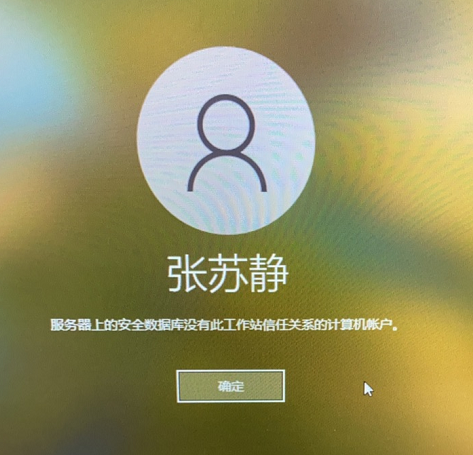 张苏静
服务器上的安全数据库没有此工作站信任关系的计算机帐户。
确定